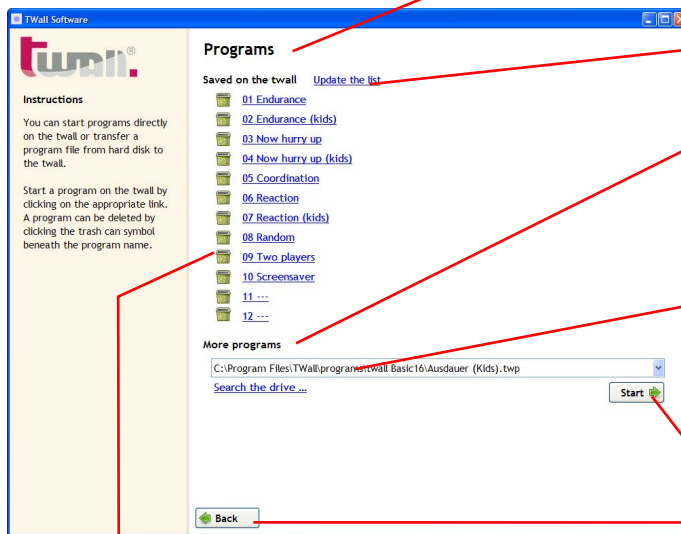 TWall Software
twall®
Instructions
You can start programs directly
on the twall or transfer a
program file from hard disk to
the twall.
Start a program on the twall by
clicking on the appropriate link.
A program can be deleted by
clicking the trash can symbol
beneath the program name.
Programs
Saved on the twall Update the list
01 Endurance
02 Endurance (kids)
03 Now hurry up
04 Now hurry up (kids)
05 Coordination
06 Reaction
07 Reaction (kids)
08 Random
09 Two players
10 Screensaver
11 ---
12 ---
More programs
C:\Program Files\TWall\programs\twall Basic16\Ausdauer (Kids).twp
Search the drive ...
Start
Back